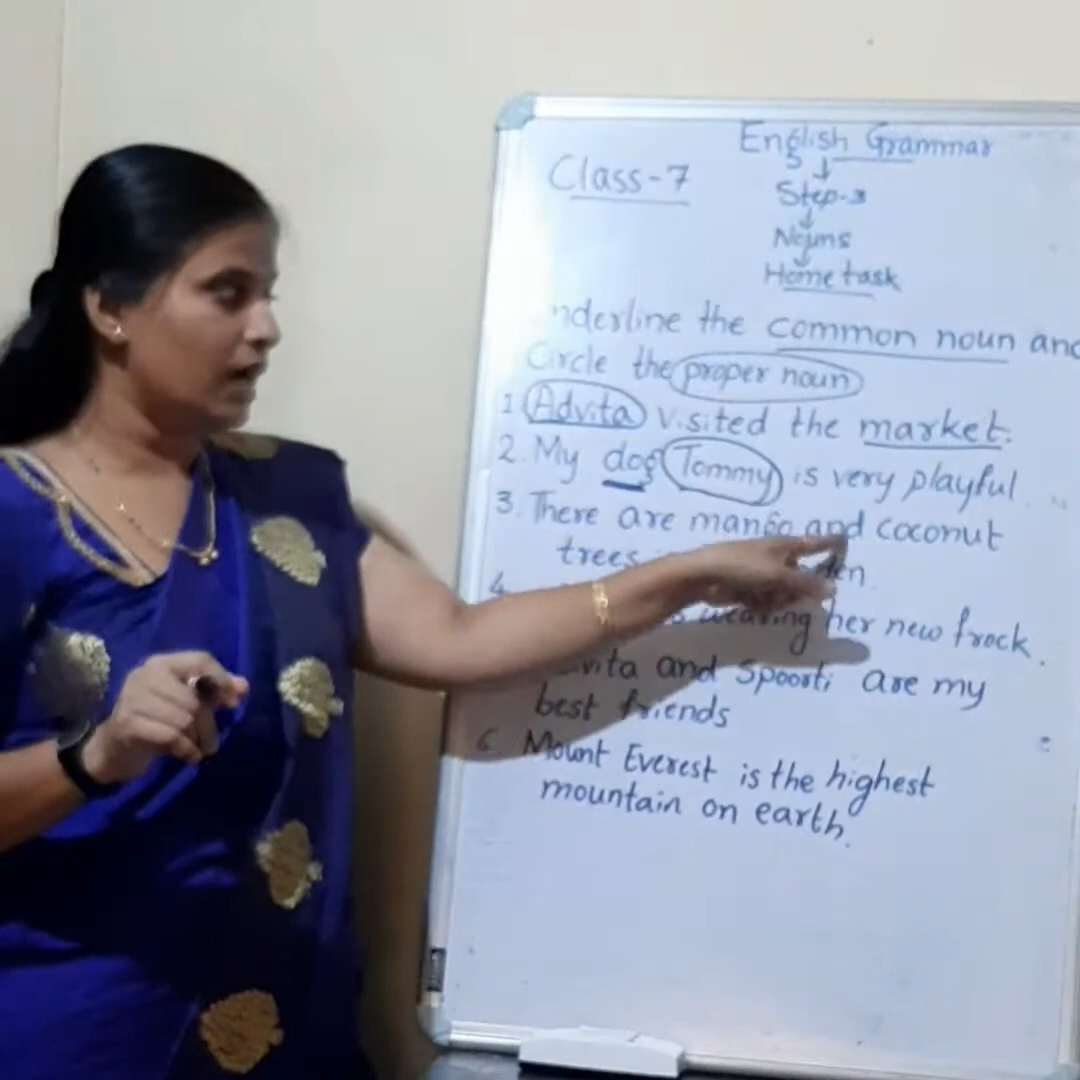 English Grammar
Class-7
Step-3
Nouns
Home task
nderline the common noun and
Circle the proper noun
1 Advita visited the market.
2. My dog Tommy is very playful.
3. There are mango and coconut
trees
4. wearing her new frock.
and Spoorti are my
best friends
6. Mount Everest is the highest
mountain on earth.